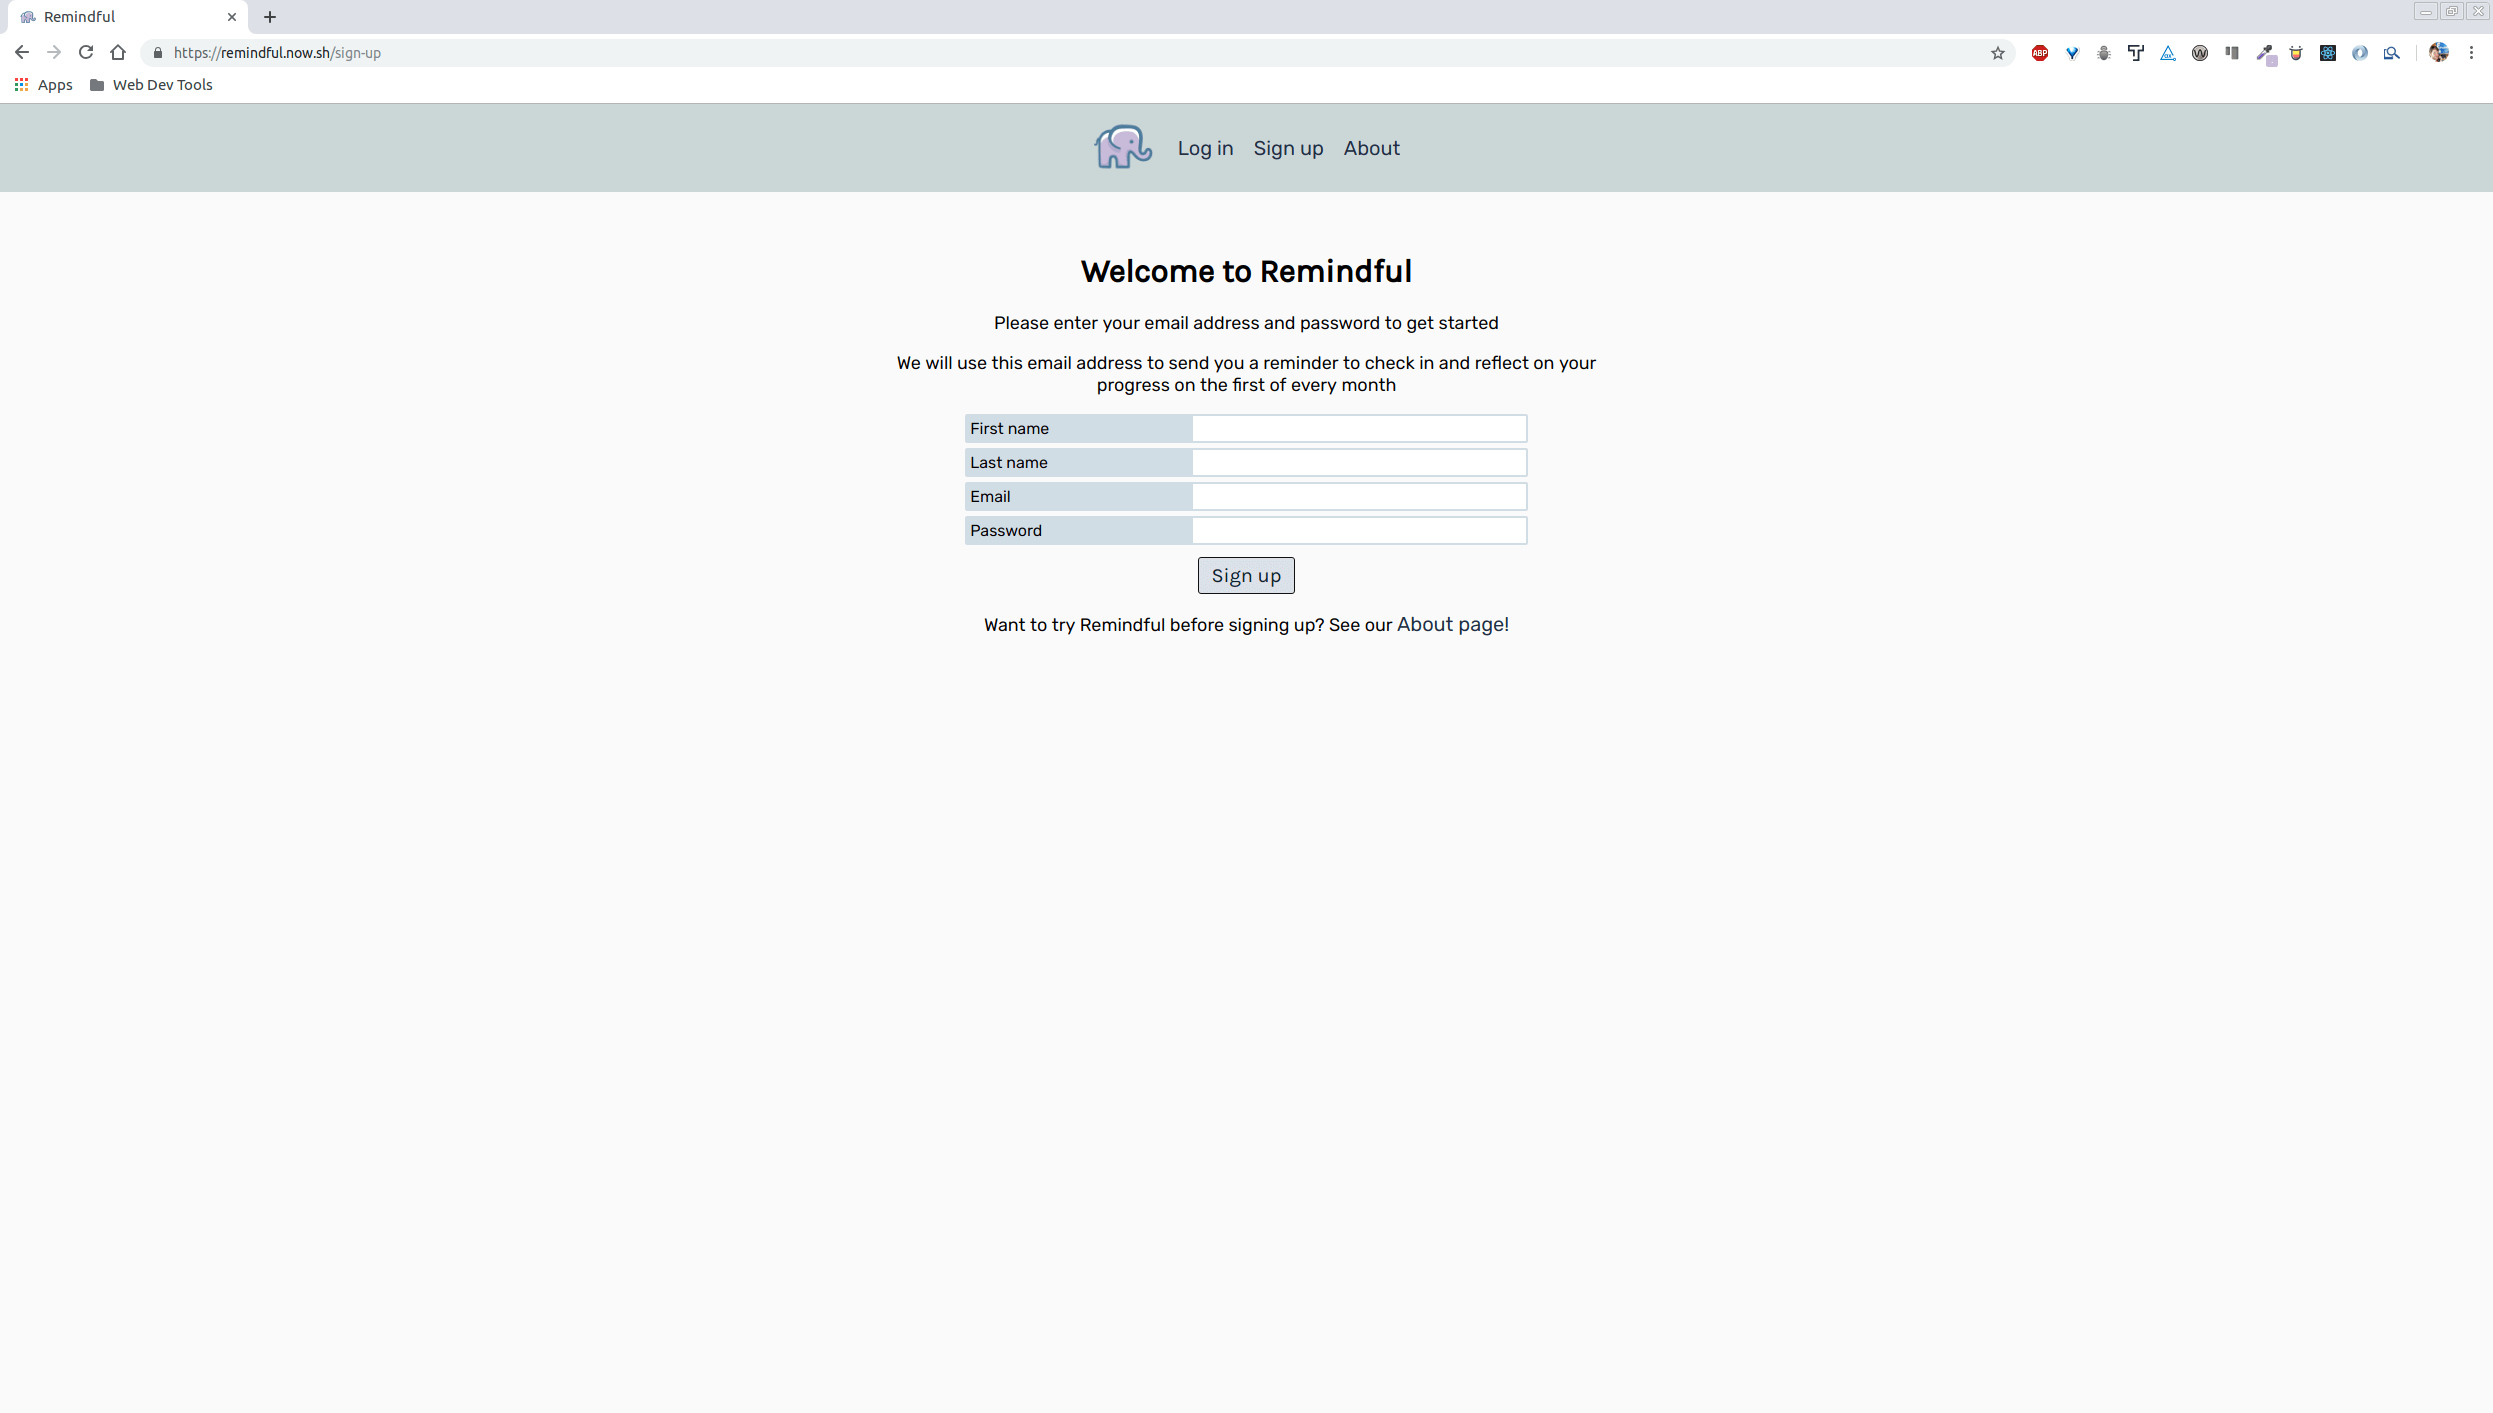 Remindful
https://remindful.now.sh/sign-up
ABP
Apps
Web Dev Tools
Log in
Sign up
About
Welcome to Remindful
Please enter your email address and password to get started
We will use this email address to send you a reminder to check in and reflect on your
progress on the first of every month
First name
Last name
Email
Password
Sign up
Want to try Remindful before signing up? See our About page!